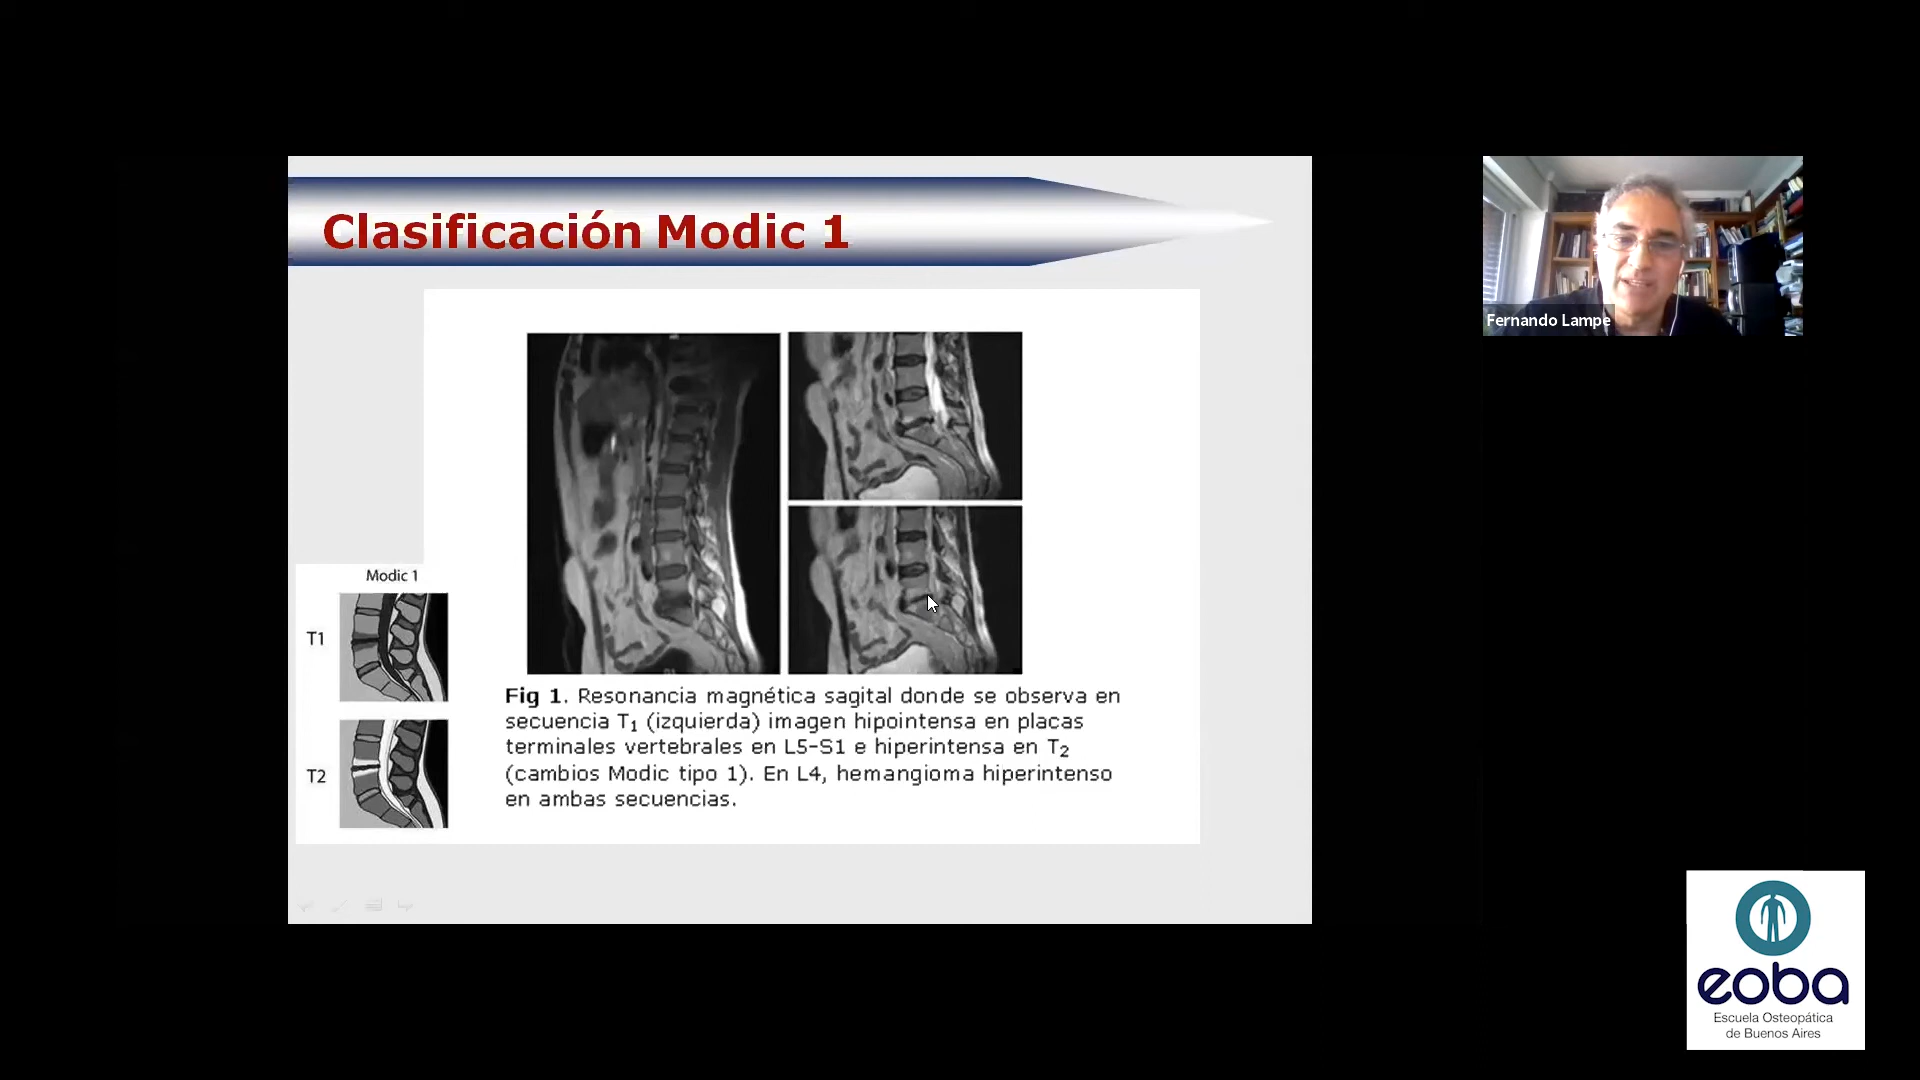 Clasificación Modic 1
Fernando Lampe
Modic 1
T1
T2
Fig 1. Resonancia magnética sagital donde se observa en
secuencia T1 (izquierda) imagen hipointensa en placas
terminales vertebrales en L5-S1 e hiperintensa en T2
(cambios Modic tipo 1). En L4, hemangioma hiperintenso
en ambas secuencias.
eoba
Escuela Osteopática
de Buenos Aires